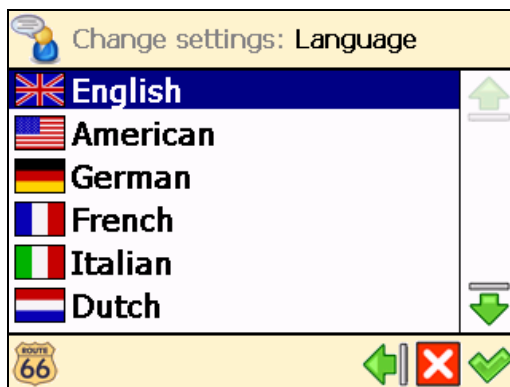 Change settings: Language
English
American
German
French
Italian
Dutch
ROUTE
66